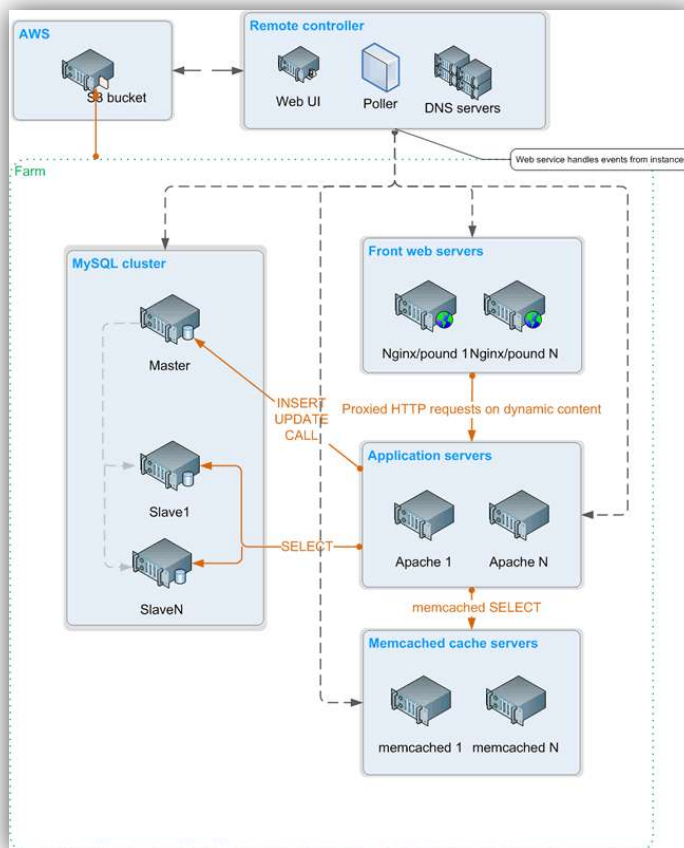 AWS
S3 bucket
Remote controller
Web UI
Poller
DNS servers
Web service handles events from instance
Farm
MySQL cluster
Master
Slave1
SlaveN
Front web servers
Nginx/pound 1
Nginx/pound N
INSERT
UPDATE
CALL
Proxied HTTP requests on dynamic content
Application servers
Apache 1
Apache N
SELECT
memcached SELECT
Memcached cache servers
memcached 1
memcached N